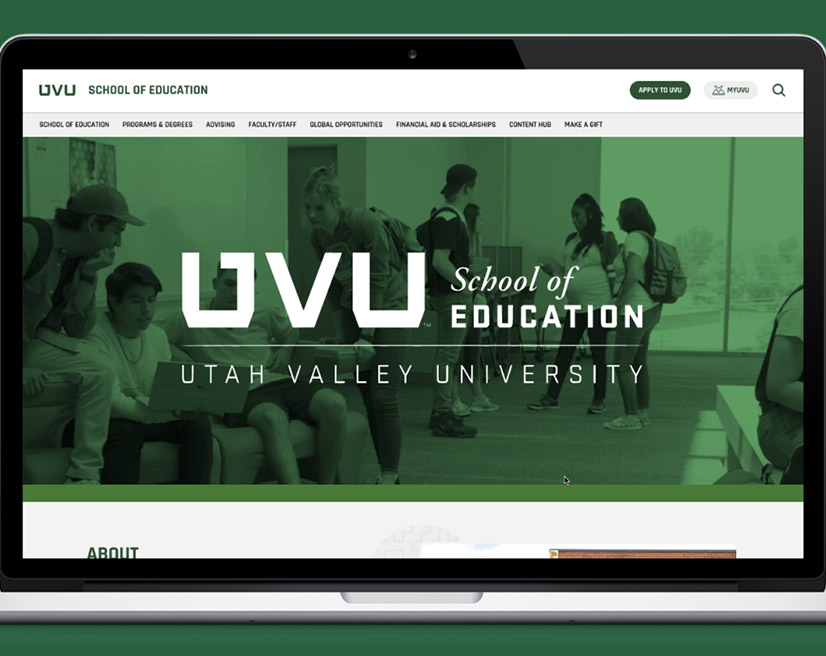 UVU SCHOOL OF EDUCATION
APPLY TO UVU
MYUVU
SCHOOL OF EDUCATION PROGRAMS & DEGREES ADVISING FACULTY/STAFF GLOBAL OPPORTUNITIES FINANCIAL AID & SCHOLARSHIPS CONTENT HUB MAKE A GIFT
UVU™ School of
EDUCATION
UTAH VALLEY UNIVERSITY
ABOUT